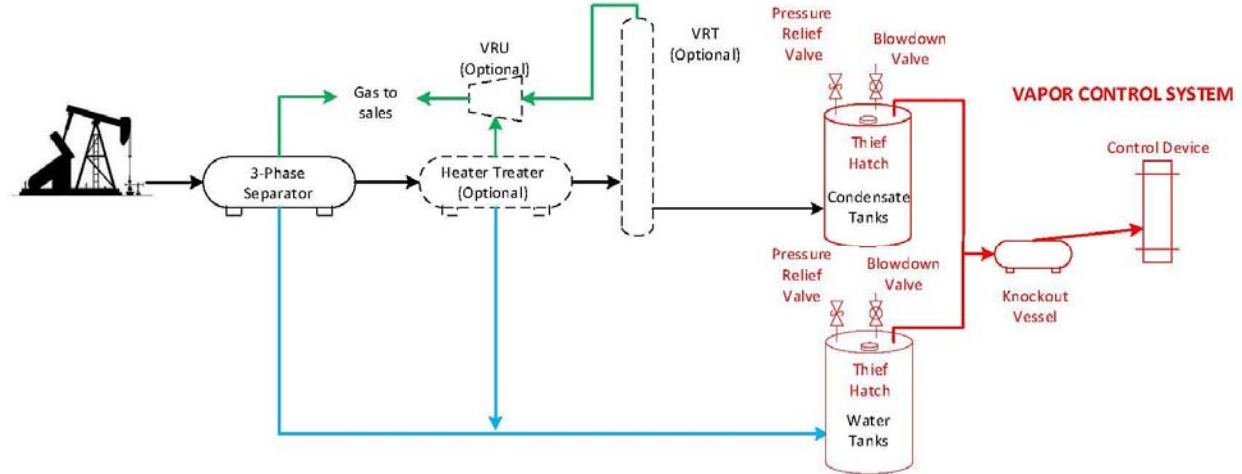 Pressure
Relief
Valve
Blowdown
Valve
VRT
(Optional)
VRU
(Optional)
VAPOR CONTROL SYSTEM
Gas to
sales
Thief
Hatch
Control Device
3-Phase
Separator
Heater Treater
(Optional)
Condensate
Tanks
Pressure
Relief
Valve
Blowdown
Valve
Knockout
Vessel
Thief
Hatch
Water
Tanks